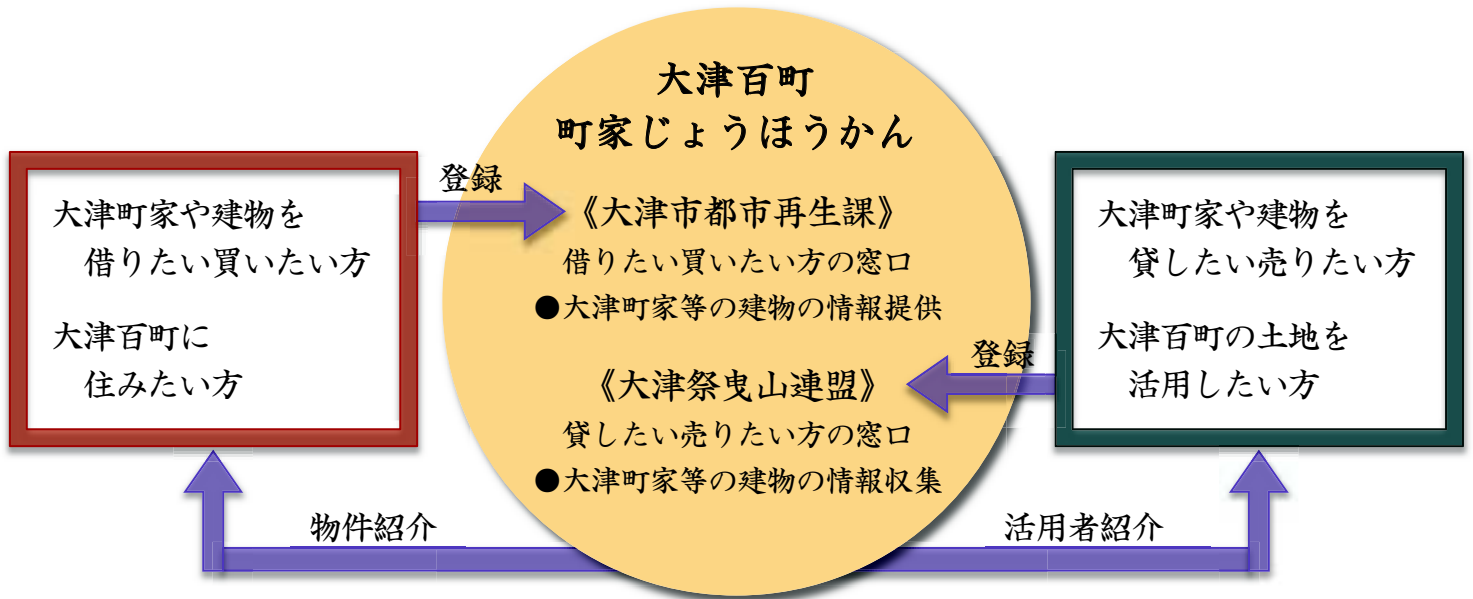 大津百町
町家じょうほうかん
登録
大津町家や建物を
借りたい買いたい方
大津百町に
住みたい方
《大津市都市再生課》
借りたい買いたい方の窓口
●大津町家等の建物の情報提供
《大津祭曳山連盟》
貸したい売りたい方の窓口
●大津町家等の建物の情報収集
登録
大津町家や建物を
貸したい売りたい方
大津百町の土地を
活用したい方
物件紹介
活用者紹介